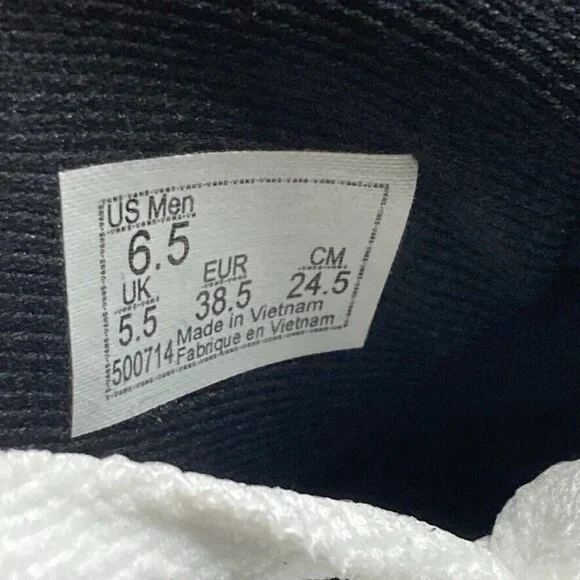 US Men
6.5
UK EUR CM
5.5 38.5 24.5
Made in Vietnam
500714 Fabrique en Vietnam